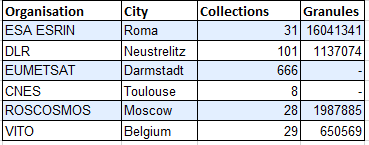 Organisation City Collections Granules
ESA ESRIN Roma 31 16041341
DLR Neustrelitz 101 1137074
EUMETSAT Darmstadt 666 -
CNES Toulouse 8 -
ROSCOSMOS Moscow 28 1987885
VITO Belgium 29 650569